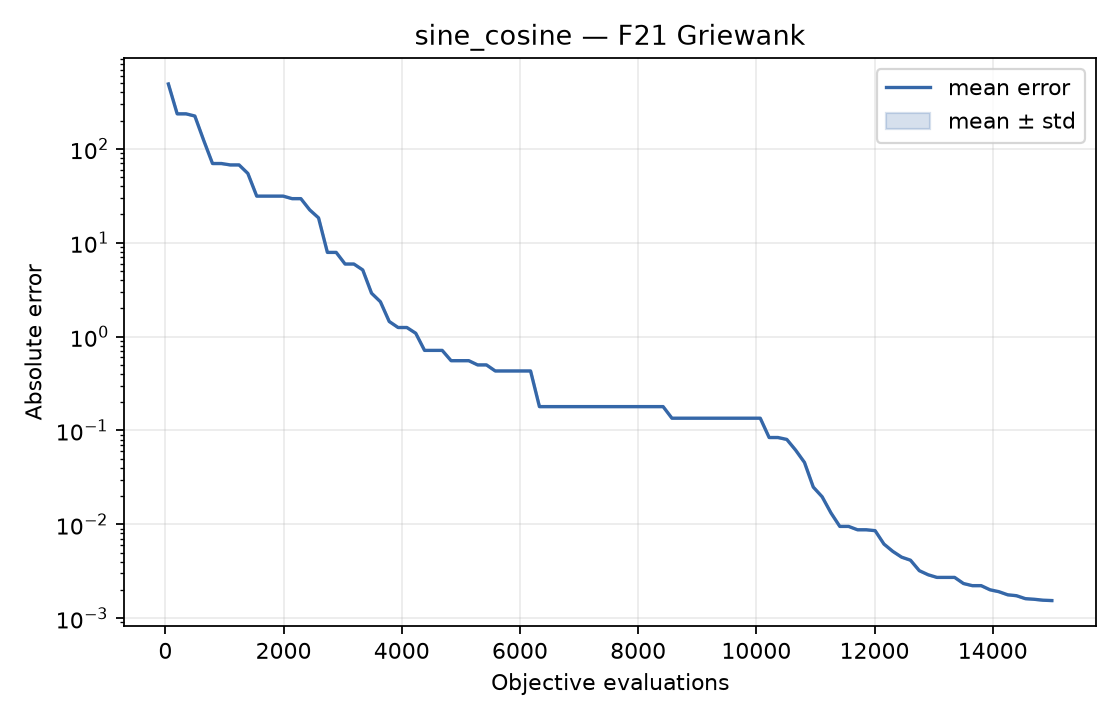 sine_cosine — F21 Griewank
mean error
mean ± std
Absolute error
10²
10¹
10⁰
10⁻¹
10⁻²
10⁻³
0 2000 4000 6000 8000 10000 12000 14000
Objective evaluations